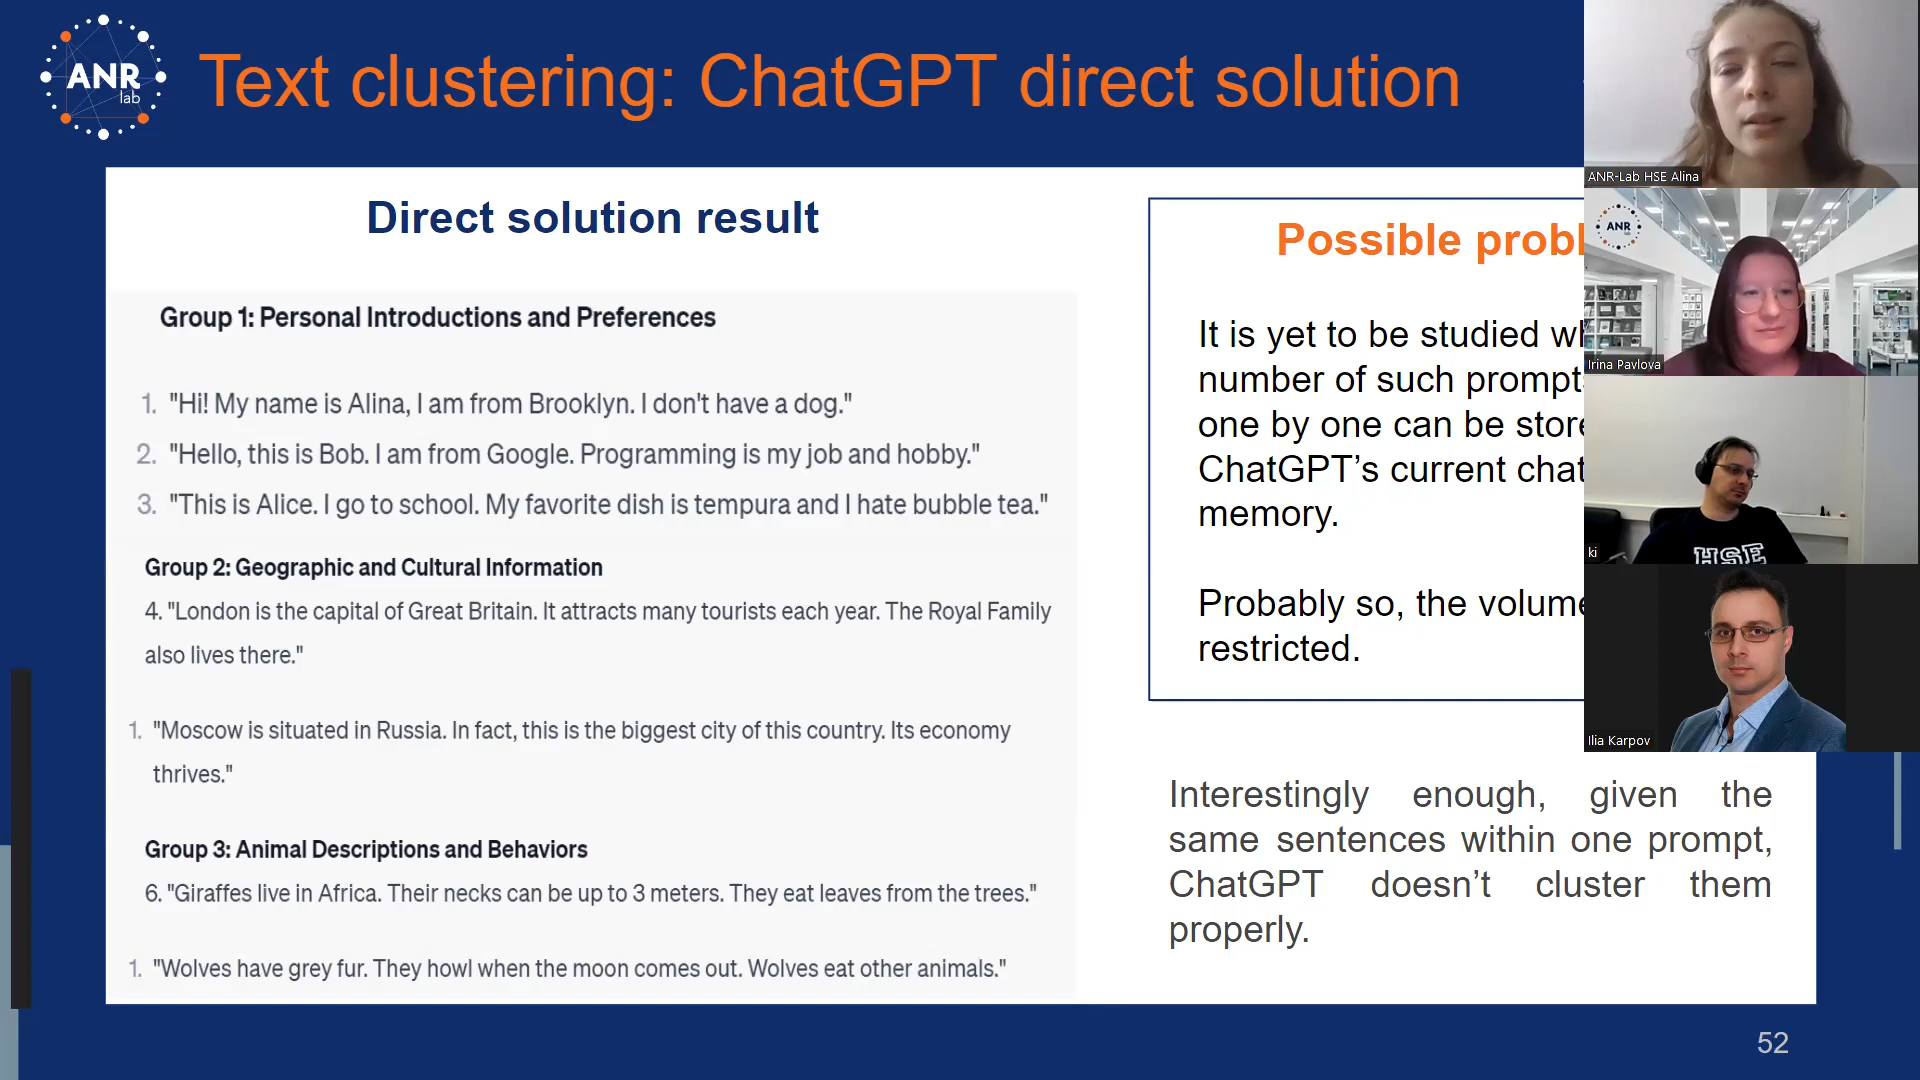 ANR
lab
Text clustering: ChatGPT direct solution
Direct solution result
Group 1: Personal Introductions and Preferences
1. "Hi! My name is Alina, I am from Brooklyn. I don't have a dog."
2. "Hello, this is Bob. I am from Google. Programming is my job and hobby."
3. "This is Alice. I go to school. My favorite dish is tempura and I hate bubble tea."
Group 2: Geographic and Cultural Information
4. "London is the capital of Great Britain. It attracts many tourists each year. The Royal Family
also lives there."
1. "Moscow is situated in Russia. In fact, this is the biggest city of this country. Its economy
thrives."
Group 3: Animal Descriptions and Behaviors
6. "Giraffes live in Africa. Their necks can be up to 3 meters. They eat leaves from the trees."
1. "Wolves have grey fur. They howl when the moon comes out. Wolves eat other animals."
Possible
It is yet to be studied
number of such
one by one can be
ChatGPT’s current
memory.
Probably so, the
restricted.
Interestingly enough, given the
same sentences within one prompt,
ChatGPT doesn’t cluster them
properly.
52
ANR-Lab HSE Alina
ANR
lab
Irina Pavlova
HSE
ki
Ilia Karpov